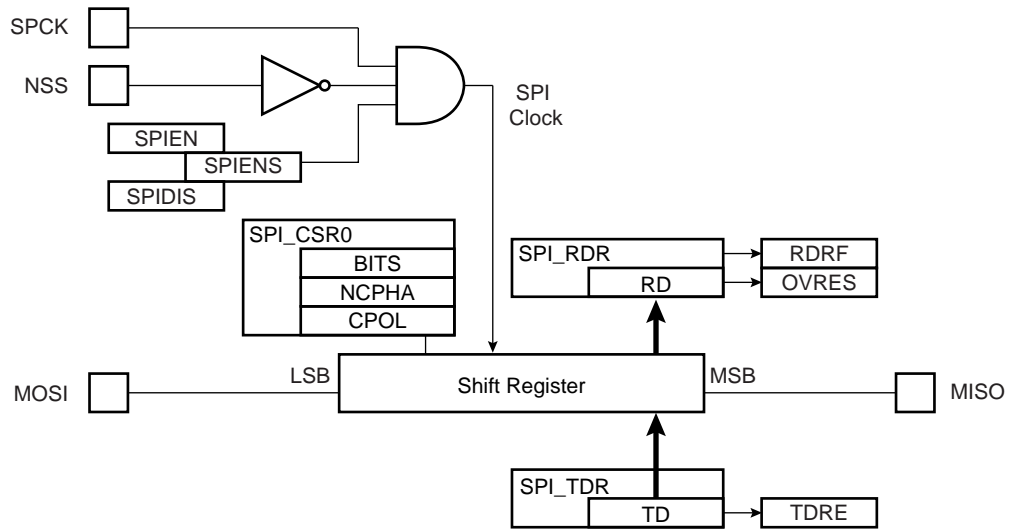 SPCK
NSS
SPI
Clock
SPIEN
SPIENS
SPIDIS
SPI_CSR0
BITS
NCPHA
CPOL
SPI_RDR
RD
RDRF
OVRES
MOSI
LSB
Shift Register
MSB
MISO
SPI_TDR
TD
TDRE